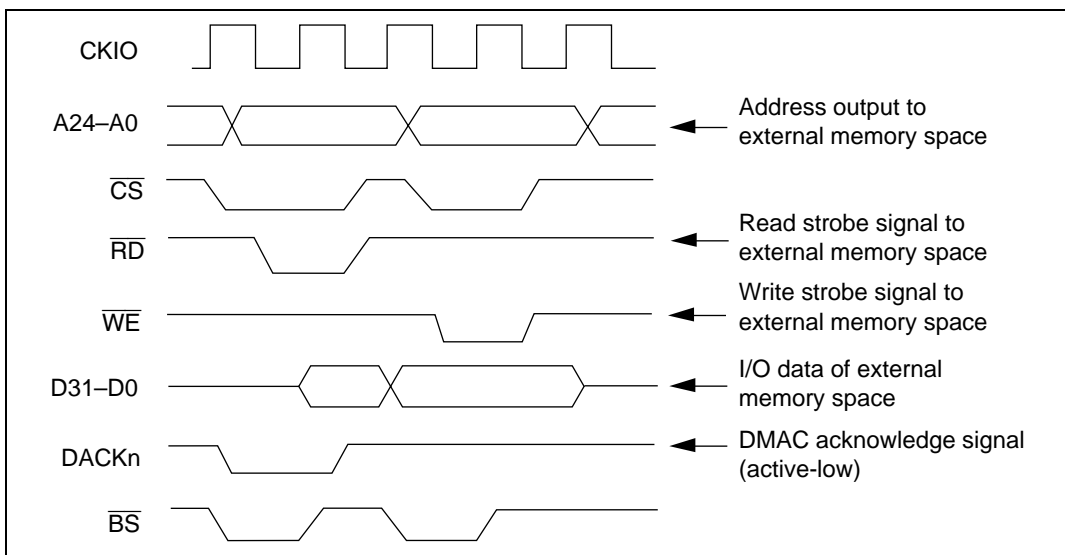 CKIO
A24–A0
Address output to
external memory space
CS
RD
Read strobe signal to
external memory space
WE
Write strobe signal to
external memory space
D31–D0
I/O data of external
memory space
DACKn
DMAC acknowledge signal
(active-low)
BS